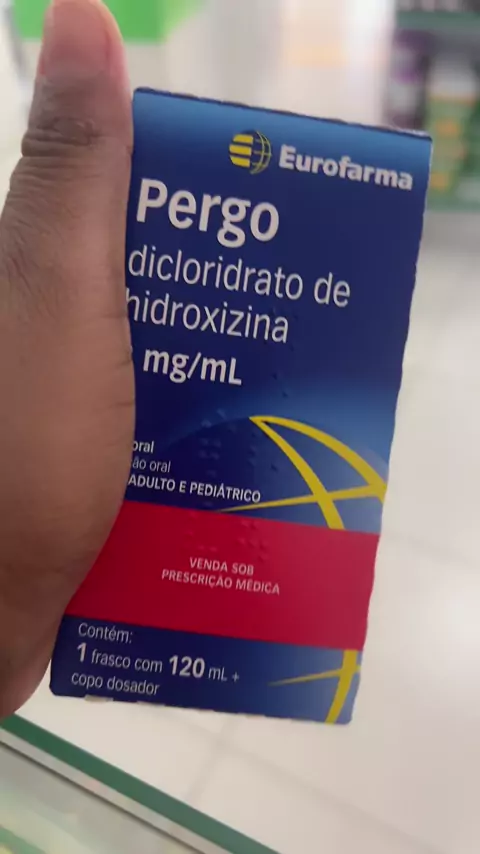 Eurofarma
Pergo
dicloridrato de
hidroxizina
mg/mL
oral
ão oral
ADULTO E PEDIÁTRICO
VENDA SOB
PRESCRIÇÃO MÉDICA
Contém:
1 frasco com 120 mL +
copo dosador